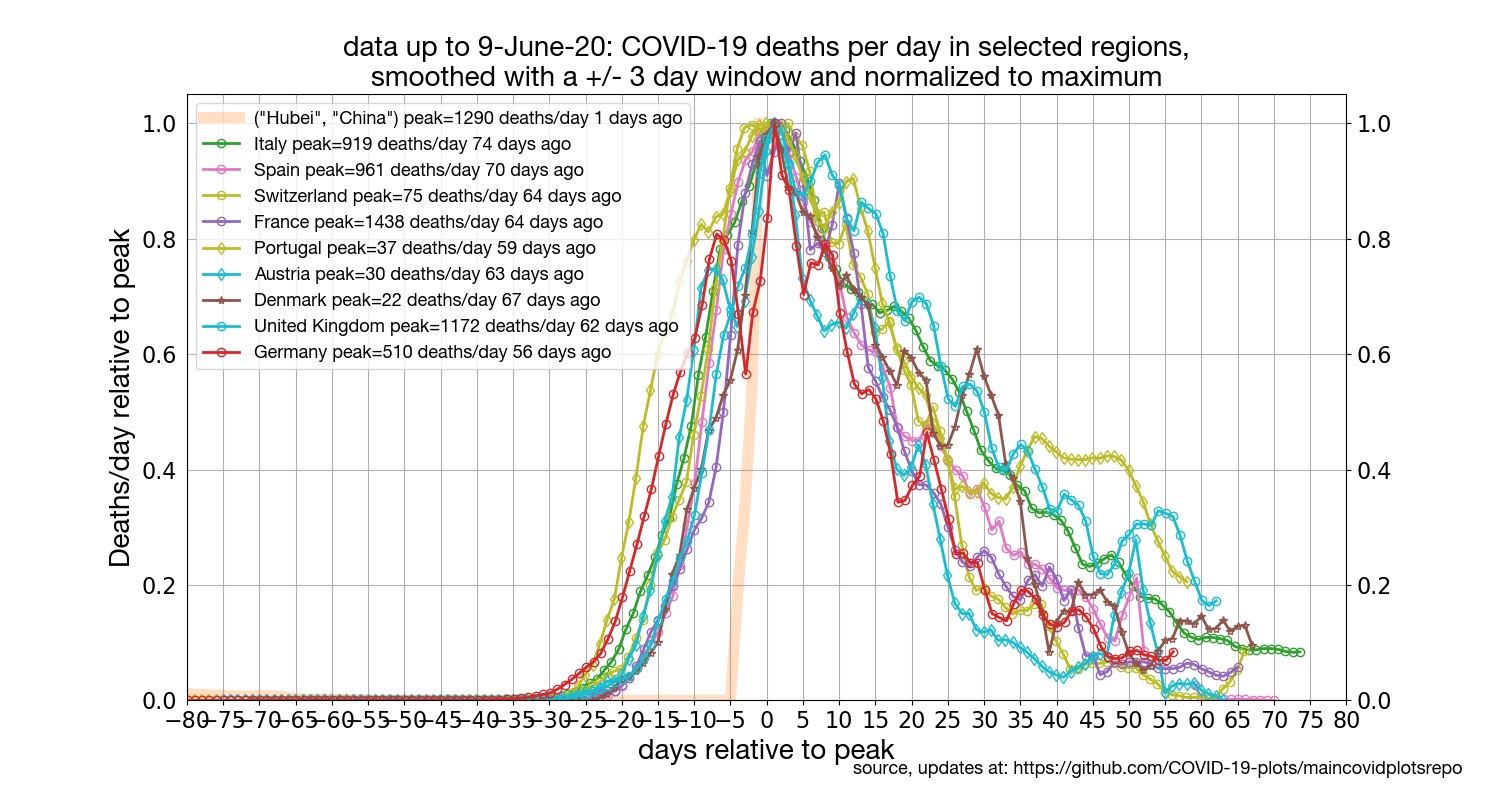 data up to 9-June-20: COVID-19 deaths per day in selected regions,
smoothed with a +/- 3 day window and normalized to maximum
("Hubei", "China") peak=1290 deaths/day 1 days ago
Italy peak=919 deaths/day 74 days ago
Spain peak=961 deaths/day 70 days ago
Switzerland peak=75 deaths/day 64 days ago
France peak=1438 deaths/day 64 days ago
Portugal peak=37 deaths/day 59 days ago
Austria peak=30 deaths/day 63 days ago
Denmark peak=22 deaths/day 67 days ago
United Kingdom peak=1172 deaths/day 62 days ago
Germany peak=510 deaths/day 56 days ago
Deaths/day relative to peak
1.0
0.8
0.6
0.4
0.2
0.0
1.0
0.8
0.6
0.4
0.2
0.0
−80 −75 −70 −65 −60 −55 −50 −45 −40 −35 −30 −25 −20 −15 −10 −5 0 5 10 15 20 25 30 35 40 45 50 55 60 65 70 75 80
days relative to peak
source, updates at: https://github.com/COVID-19-plots/maincovidplotsrepo